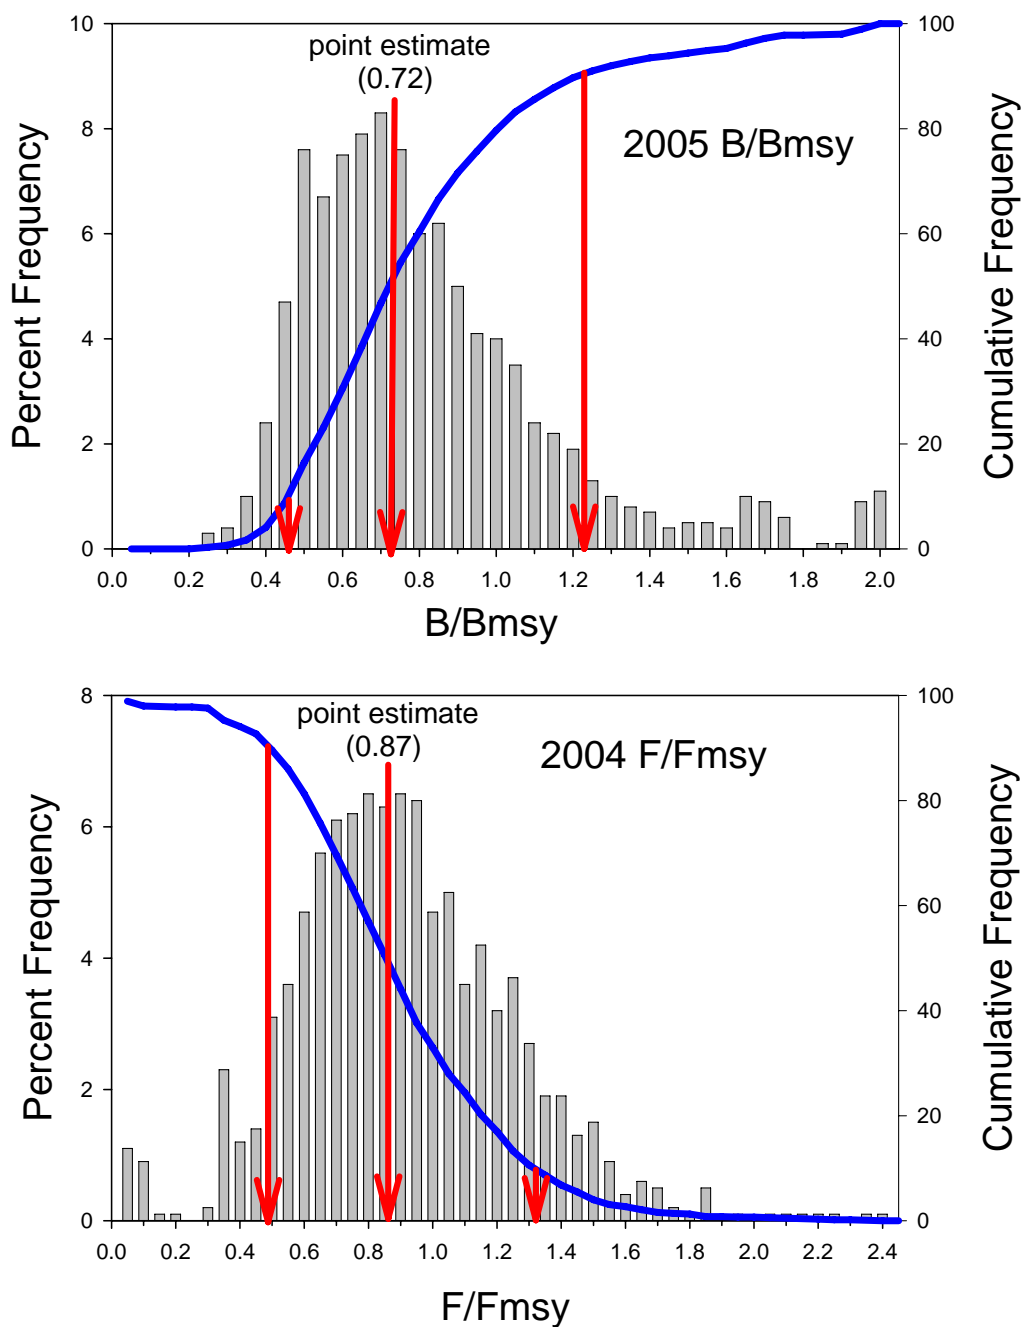 point estimate
(0.72)
2005 B/Bmsy
Percent Frequency
Cumulative Frequency
10
8
6
4
2
0
100
80
60
40
20
0
0.0 0.2 0.4 0.6 0.8 1.0 1.2 1.4 1.6 1.8 2.0
B/Bmsy
point estimate
(0.87)
2004 F/Fmsy
Percent Frequency
Cumulative Frequency
8
6
4
2
0
100
80
60
40
20
0
0.0 0.2 0.4 0.6 0.8 1.0 1.2 1.4 1.6 1.8 2.0 2.2 2.4
F/Fmsy